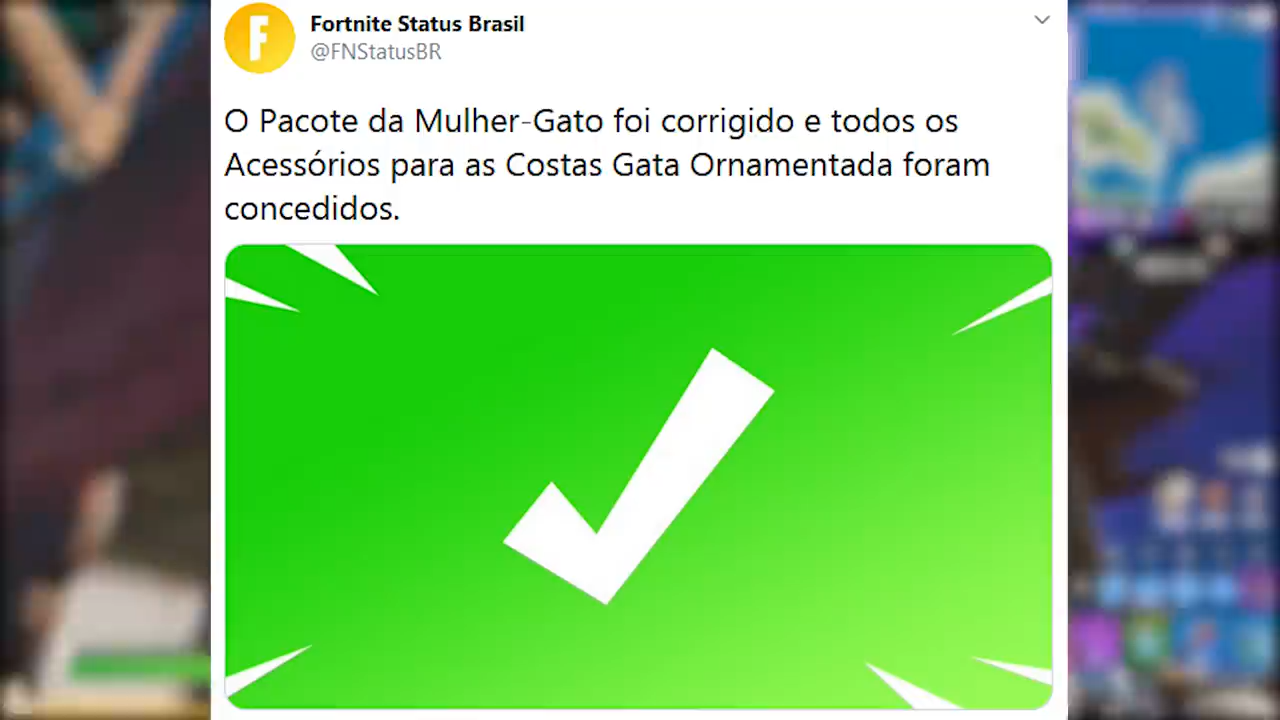 F
Fortnite Status Brasil
@FNStatusBR
O Pacote da Mulher-Gato foi corrigido e todos os
Acessórios para as Costas Gata Ornamentada foram
concedidos.